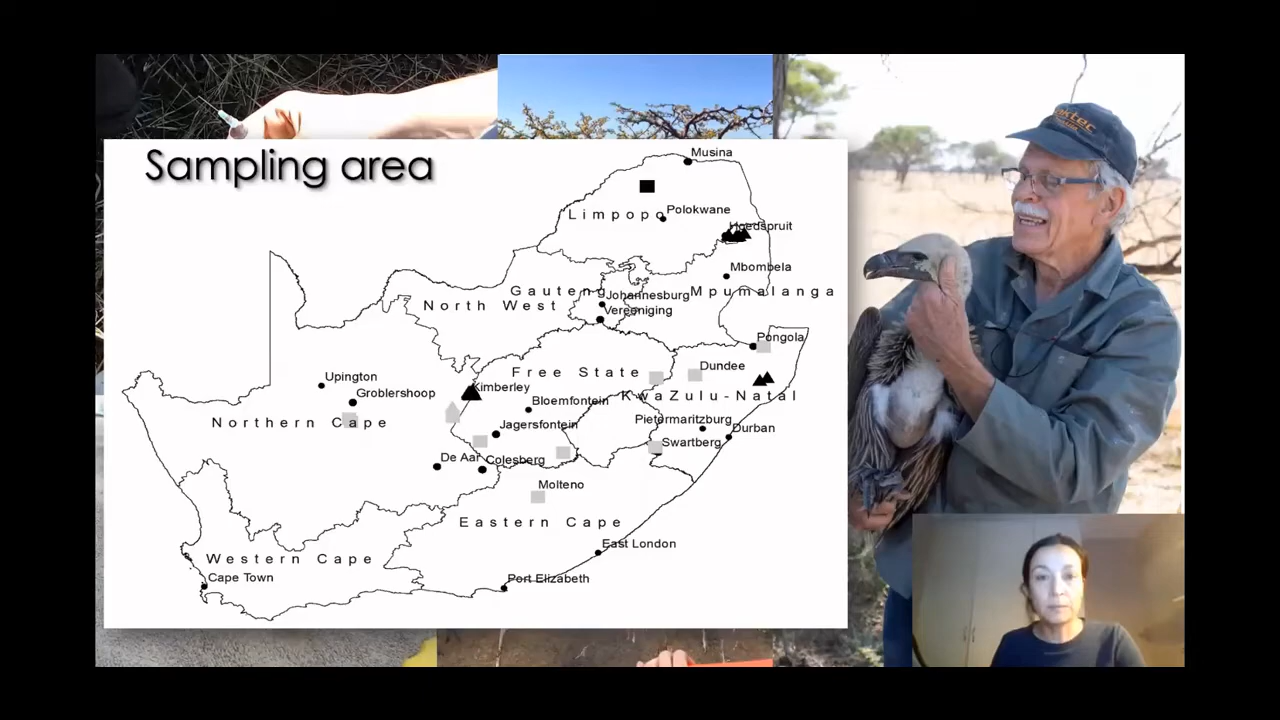 Sampling area
Musina
Limpopo
Polokwane
Hoedspruit
Mbombela
Gauteng
Johannesburg
Mpumalanga
North West
Vereeniging
Pongola
Free State
Dundee
Upington
Kimberley
KwaZulu-Natal
Groblershoop
Bloemfontein
Northern Cape
Jagersfontein
Pietermaritzburg
Durban
Swartberg
De Aar
Colesberg
Molteno
Eastern Cape
East London
Western Cape
Cape Town
Port Elizabeth